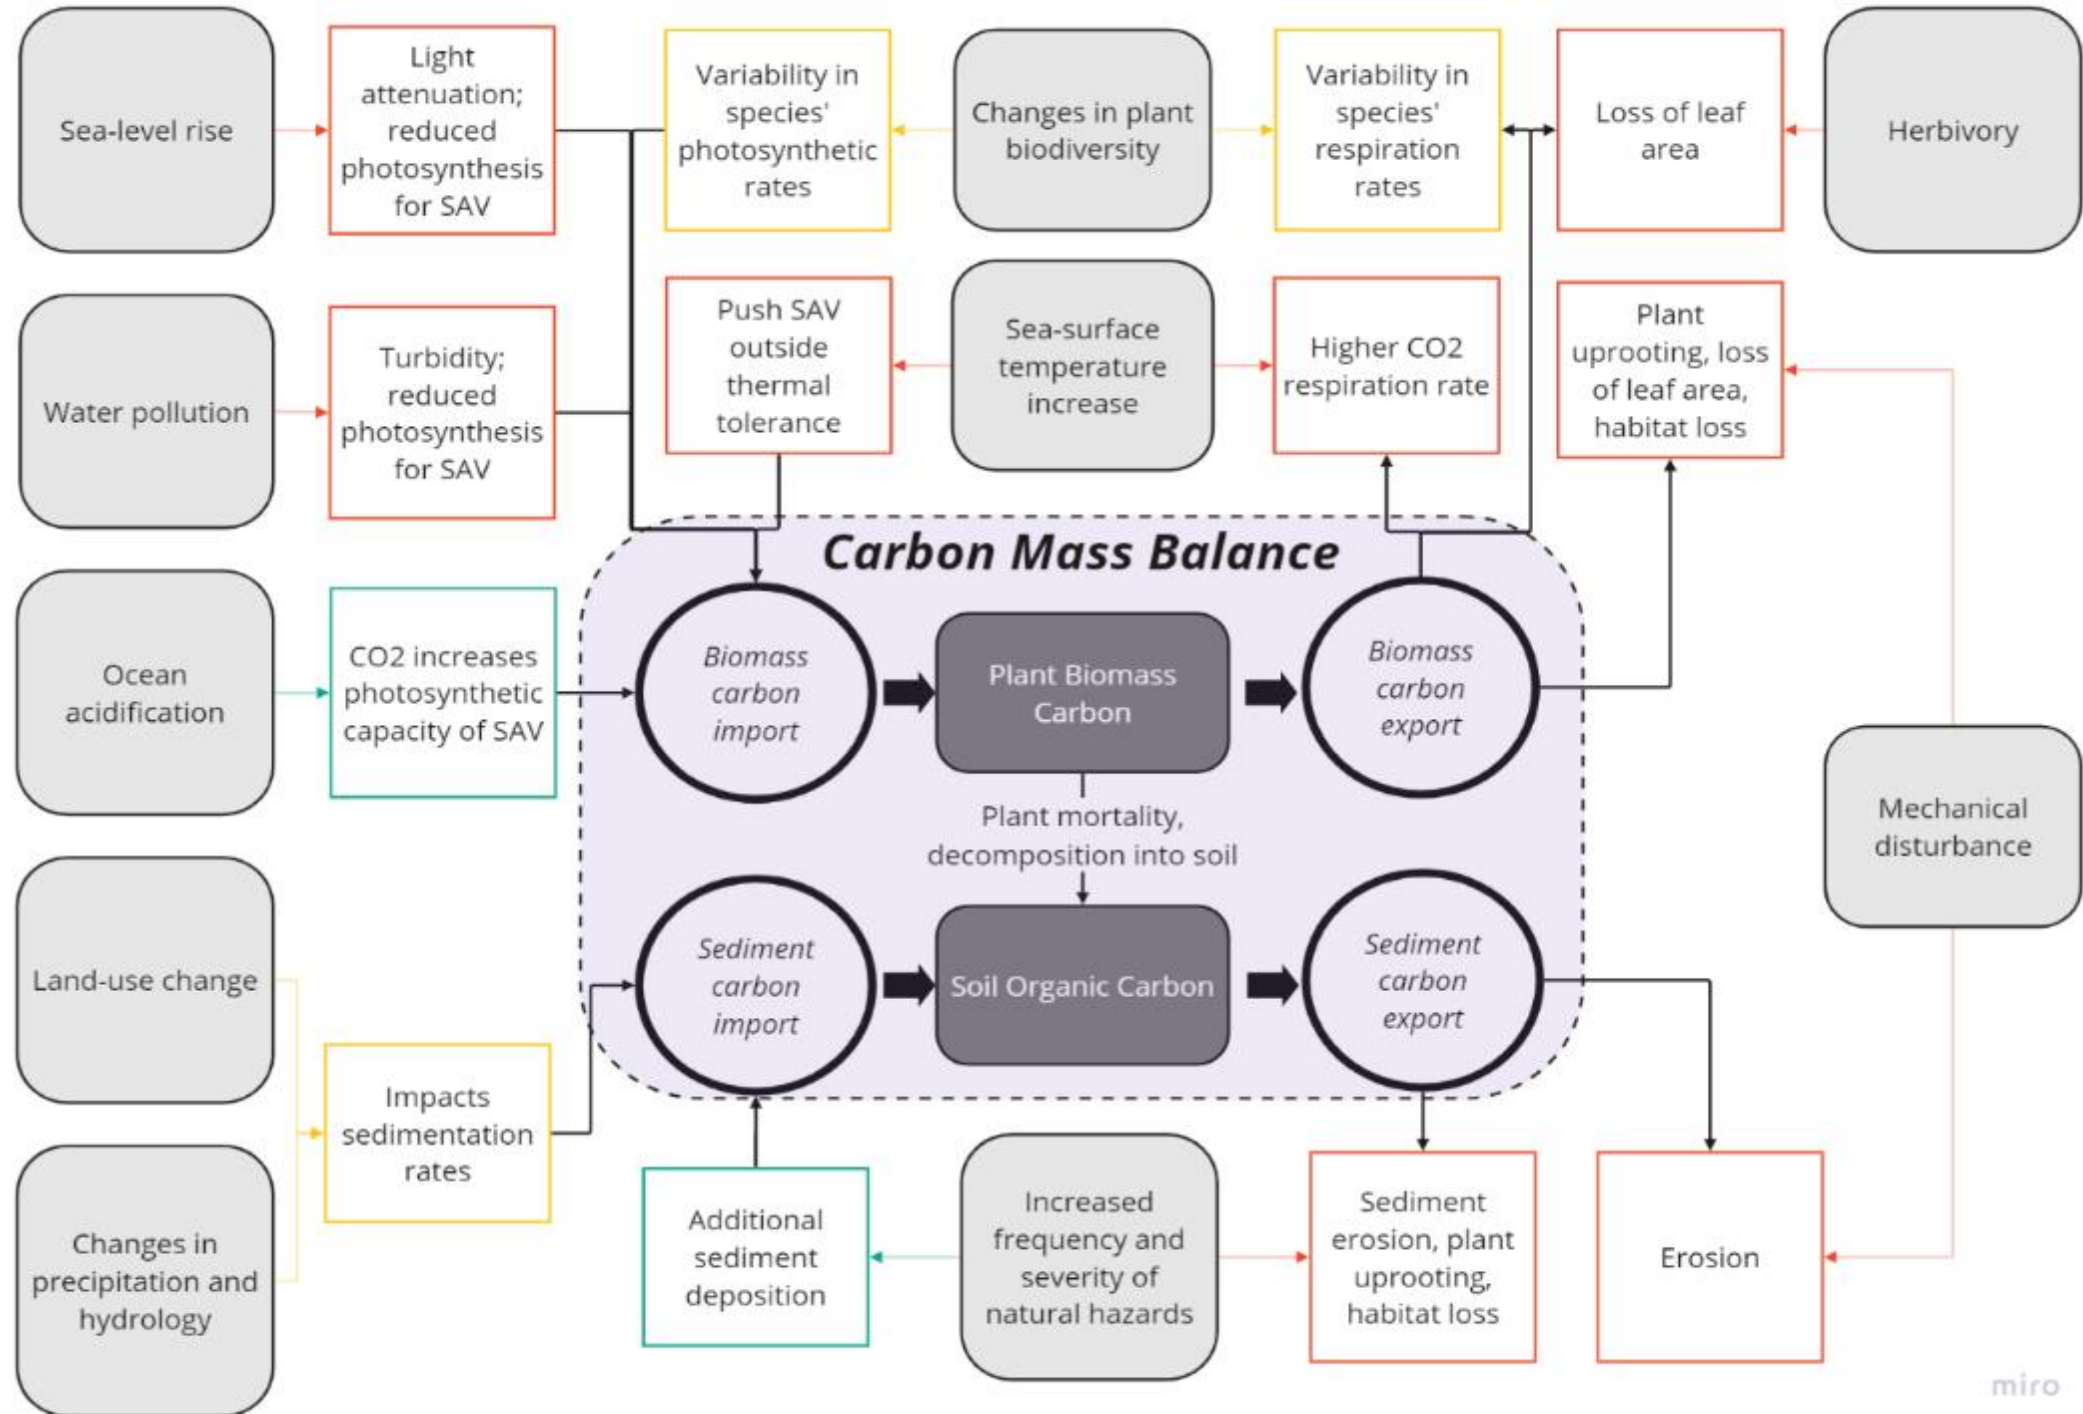 Sea-level rise
Light
attenuation;
reduced
photosynthesis
for SAV
Variability in
species'
photosynthetic
rates
Changes in plant
biodiversity
Variability in
species'
respiration
rates
Loss of leaf
area
Herbivory
Water pollution
Turbidity;
reduced
photosynthesis
for SAV
Push SAV
outside
thermal
tolerance
Sea-surface
temperature
increase
Higher CO2
respiration rate
Plant
uprooting, loss
of leaf area,
habitat loss
Carbon Mass Balance
Ocean
acidification
CO2 increases
photosynthetic
capacity of SAV
Biomass
carbon
import
Plant Biomass
Carbon
Biomass
carbon
export
Plant mortality,
decomposition into soil
Mechanical
disturbance
Land-use change
Sediment
carbon
import
Soil Organic Carbon
Sediment
carbon
export
Impacts
sedimentation
rates
Changes in
precipitation and
hydrology
Additional
sediment
deposition
Increased
frequency and
severity of
natural hazards
Sediment
erosion, plant
uprooting,
habitat loss
Erosion
miro